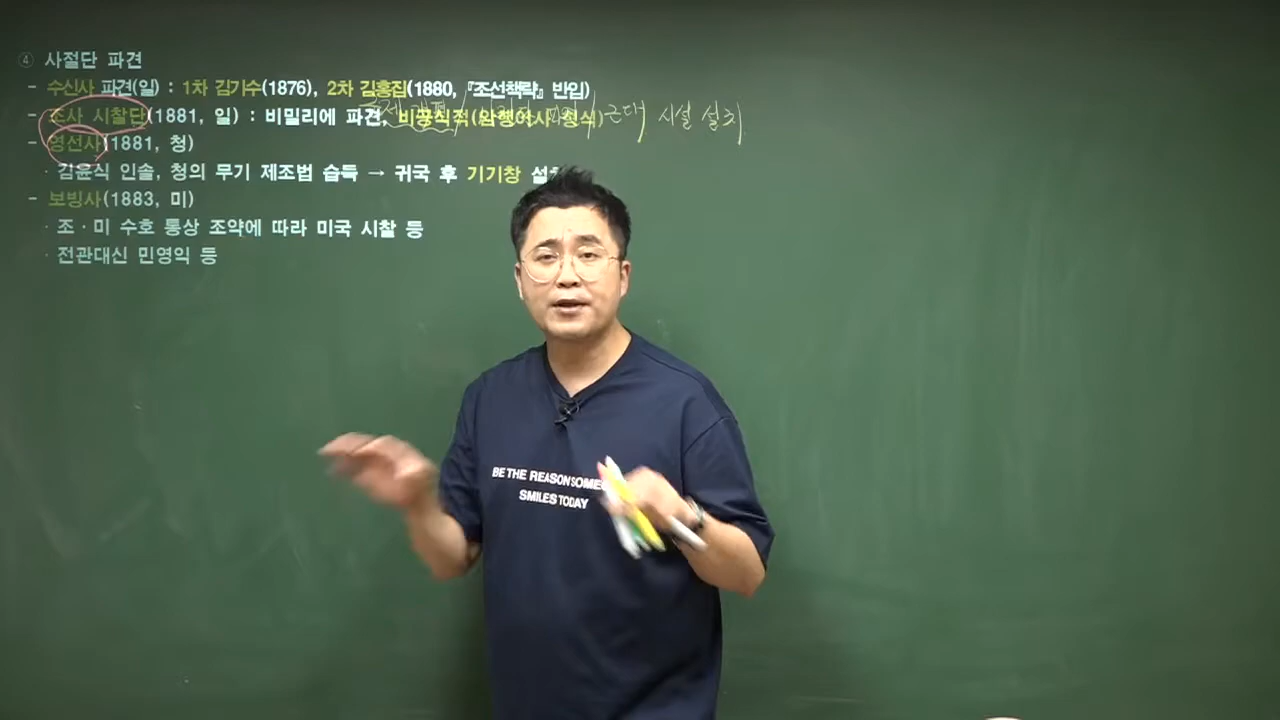 ④ 사절단 파견
- 수신사 파견(일) : 1차 김기수(1876), 2차 김홍집(1880, 『조선책략』 반입)
- 조사 시찰단(1881, 일) : 비밀리에 파견, 비공식적(암행어사 형식)
근대 시설 설치
- 영선사(1881, 청)
· 김윤식 인솔, 청의 무기 제조법 습득 → 귀국 후 기기창
- 보빙사(1883, 미)
· 조·미 수호 통상 조약에 따라 미국 시찰 등
· 전관대신 민영익 등
BE THE REASON
SMILES TODAY